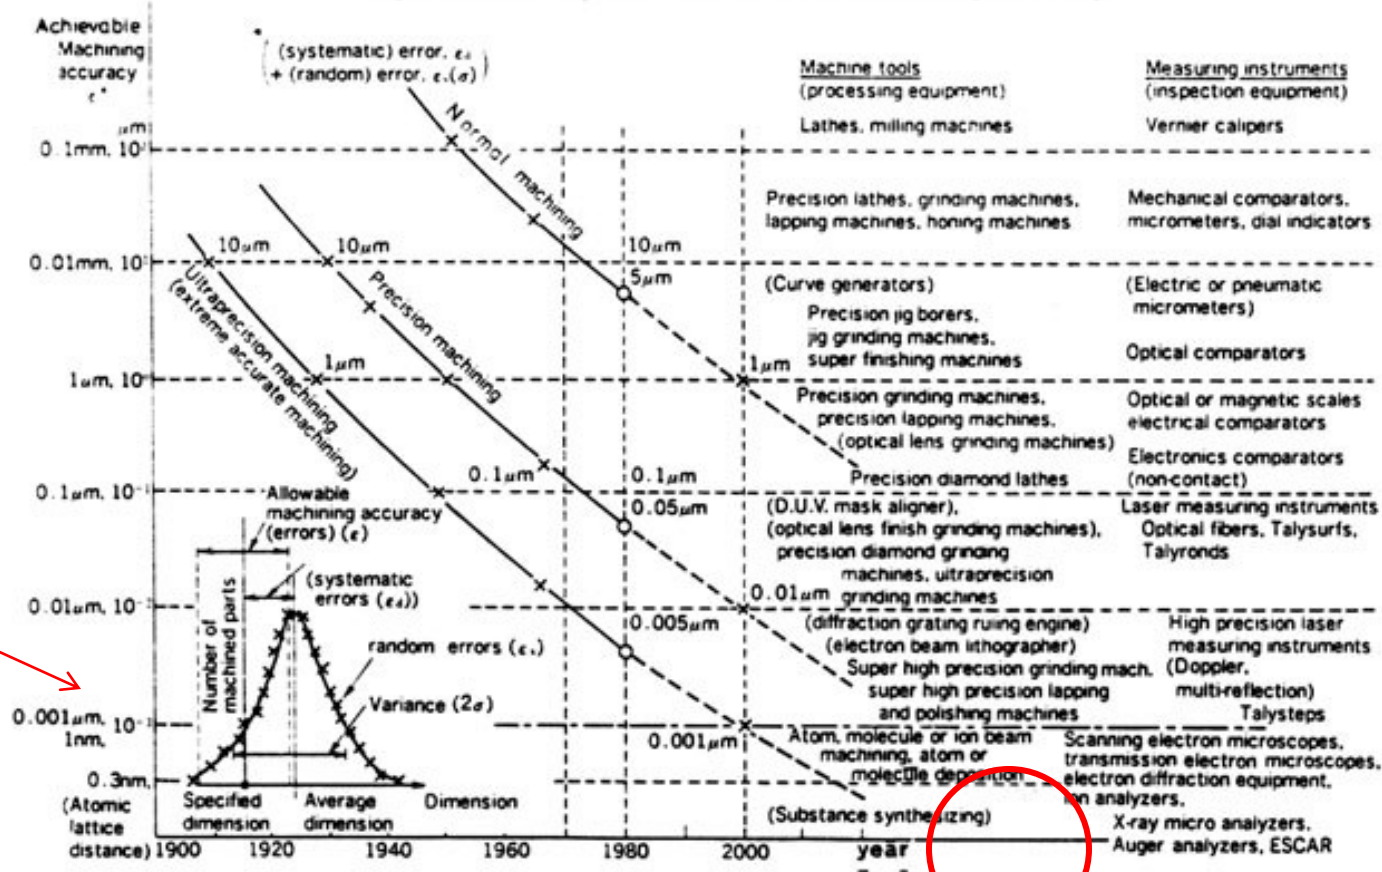 Achievable
Machining
accuracy
ε*
μm
(systematic) error, εd
+ (random) error, εr(σ)
Machine tools
(processing equipment)
Lathes, milling machines
Measuring instruments
(inspection equipment)
Vernier calipers
0.1mm, 10²
Normal machining
Precision lathes, grinding machines,
lapping machines, honing machines
Mechanical comparators,
micrometers, dial indicators
10μm
10μm
10μm
0.01mm, 10¹
5μm
Ultraprecision machining
(extreme accurate machining)
Precision machining
(Curve generators)
Precision jig borers,
jig grinding machines,
super finishing machines
(Electric or pneumatic
micrometers)
Optical comparators
1μm
1μm
1μm, 10⁰
Precision grinding machines,
precision lapping machines,
(optical lens grinding machines)
Precision diamond lathes
Optical or magnetic scales
electrical comparators
Electronics comparators
(non-contact)
0.1μm
0.1μm
0.1μm, 10⁻¹
0.05μm
Allowable
machining accuracy
(errors) (ε)
(D.U.V. mask aligner),
(optical lens finish grinding machines),
precision diamond grinding
machines, ultraprecision
grinding machines
Laser measuring instruments
Optical fibers, Talysurfs,
Talyronds
(systematic
errors (εd))
0.01μm
0.01μm, 10⁻²
0.005μm
Number of
machined parts
random errors (εr)
Variance (2σ)
(diffraction grating ruling engine)
(electron beam lithographer)
Super high precision grinding mach.
super high precision lapping
and polishing machines
High precision laser
measuring instruments
(Doppler,
multi-reflection)
Talysteps
0.001μm, 10⁻³
1nm,
0.001μm
Atom, molecule or ion beam
machining, atom or
molecule deposition
Scanning electron microscopes,
transmission electron microscopes,
electron diffraction equipment,
ion analyzers,
0.3nm,
(Atomic
lattice
distance)
Specified
dimension
Average
dimension
Dimension
(Substance synthesizing)
X-ray micro analyzers,
Auger analyzers, ESCAR
1900 1920 1940 1960 1980 2000 year